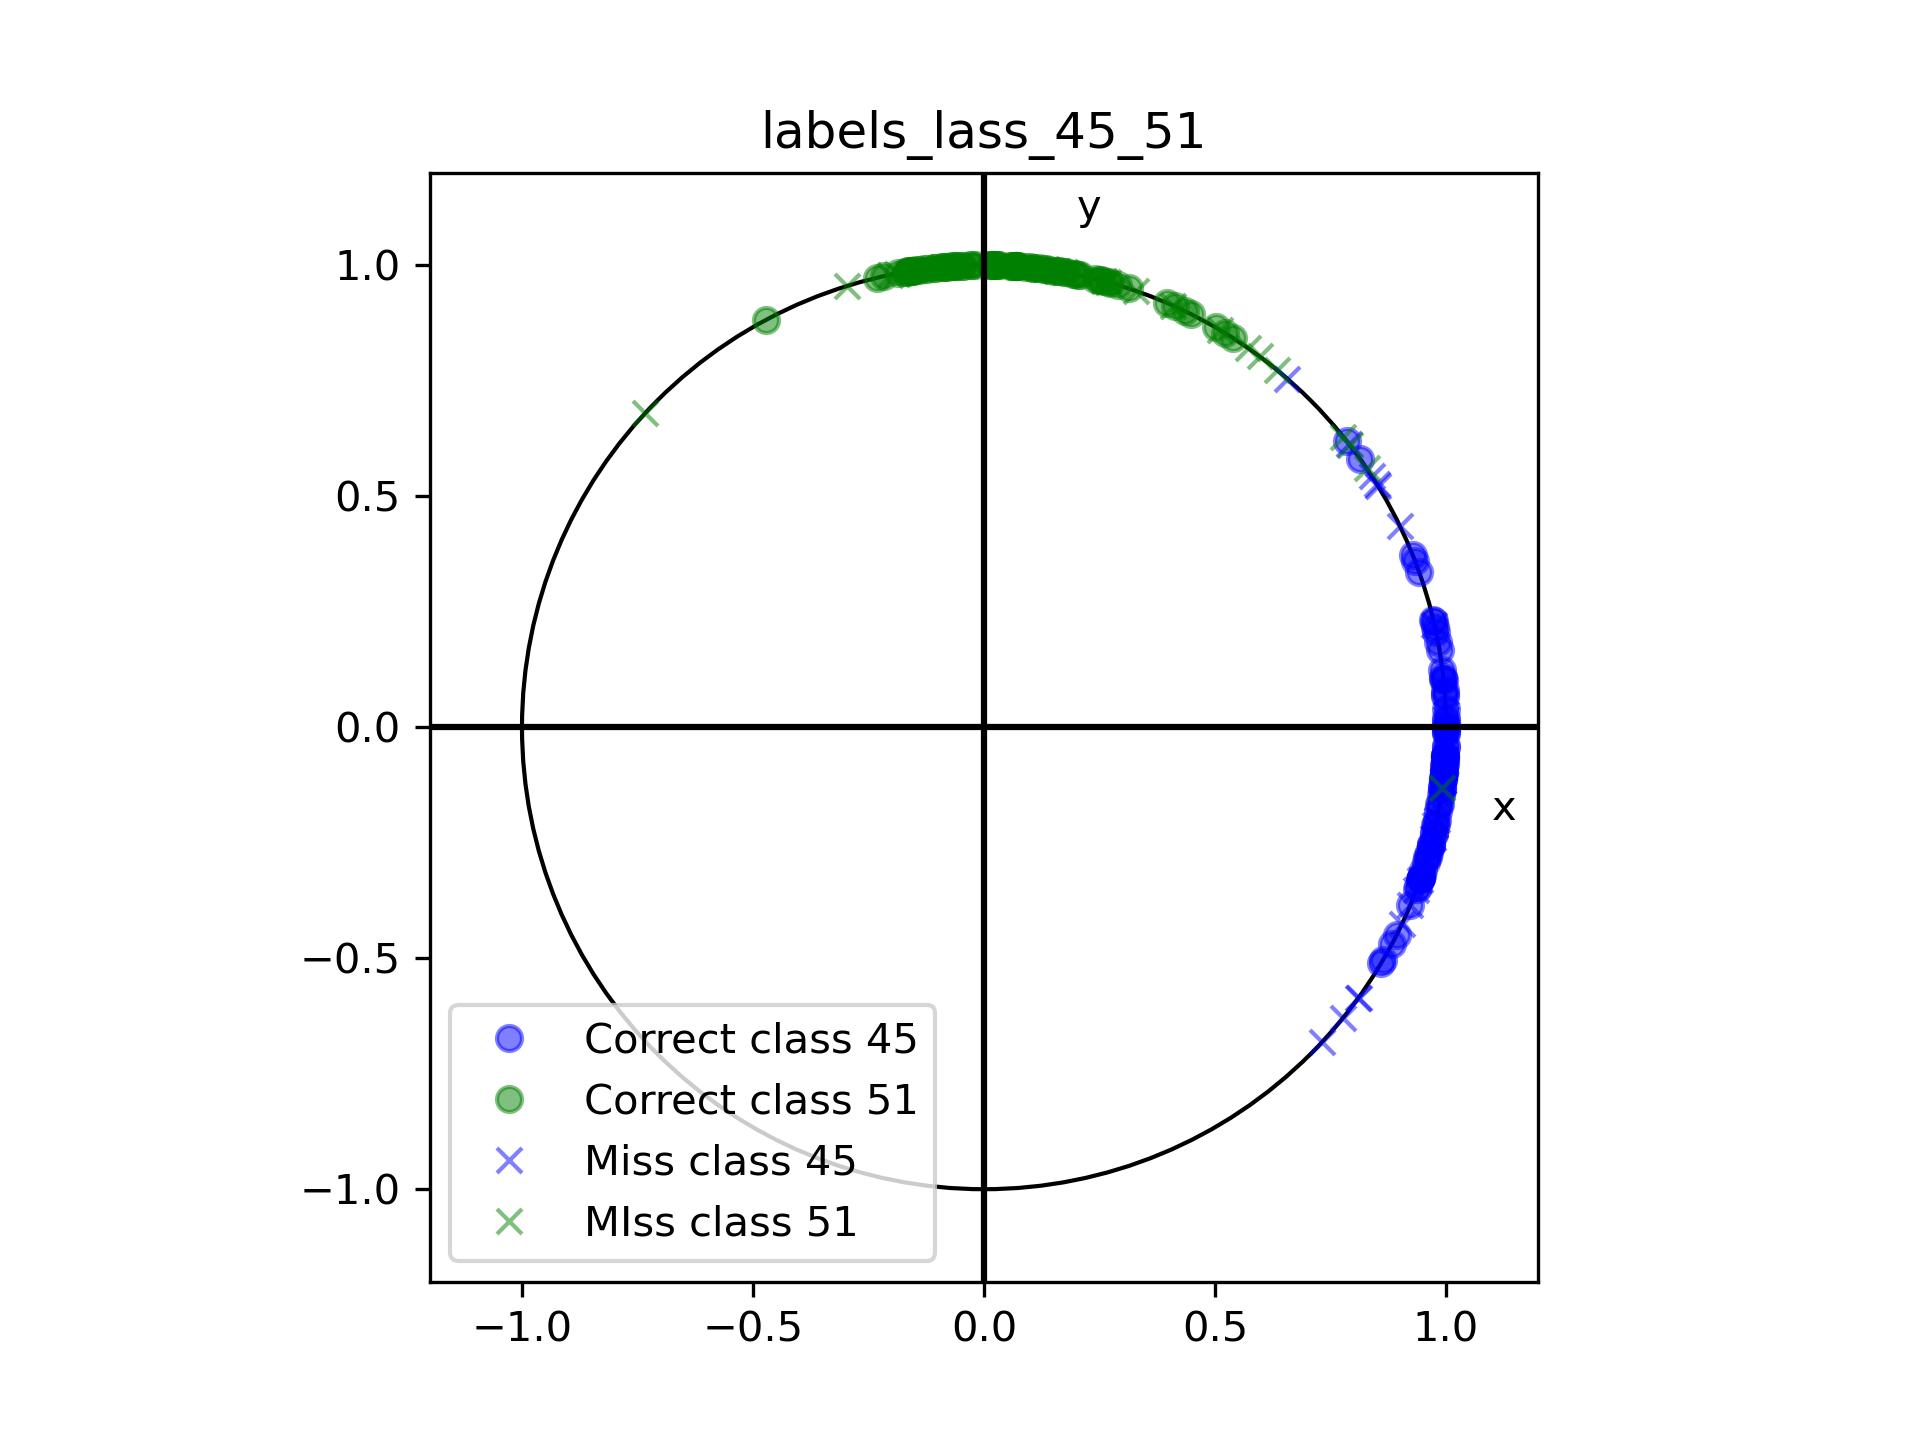 labels_lass_45_51
y
1.0
0.5
0.0
−0.5
−1.0
x
Correct class 45
Correct class 51
Miss class 45
MIss class 51
−1.0 −0.5 0.0 0.5 1.0